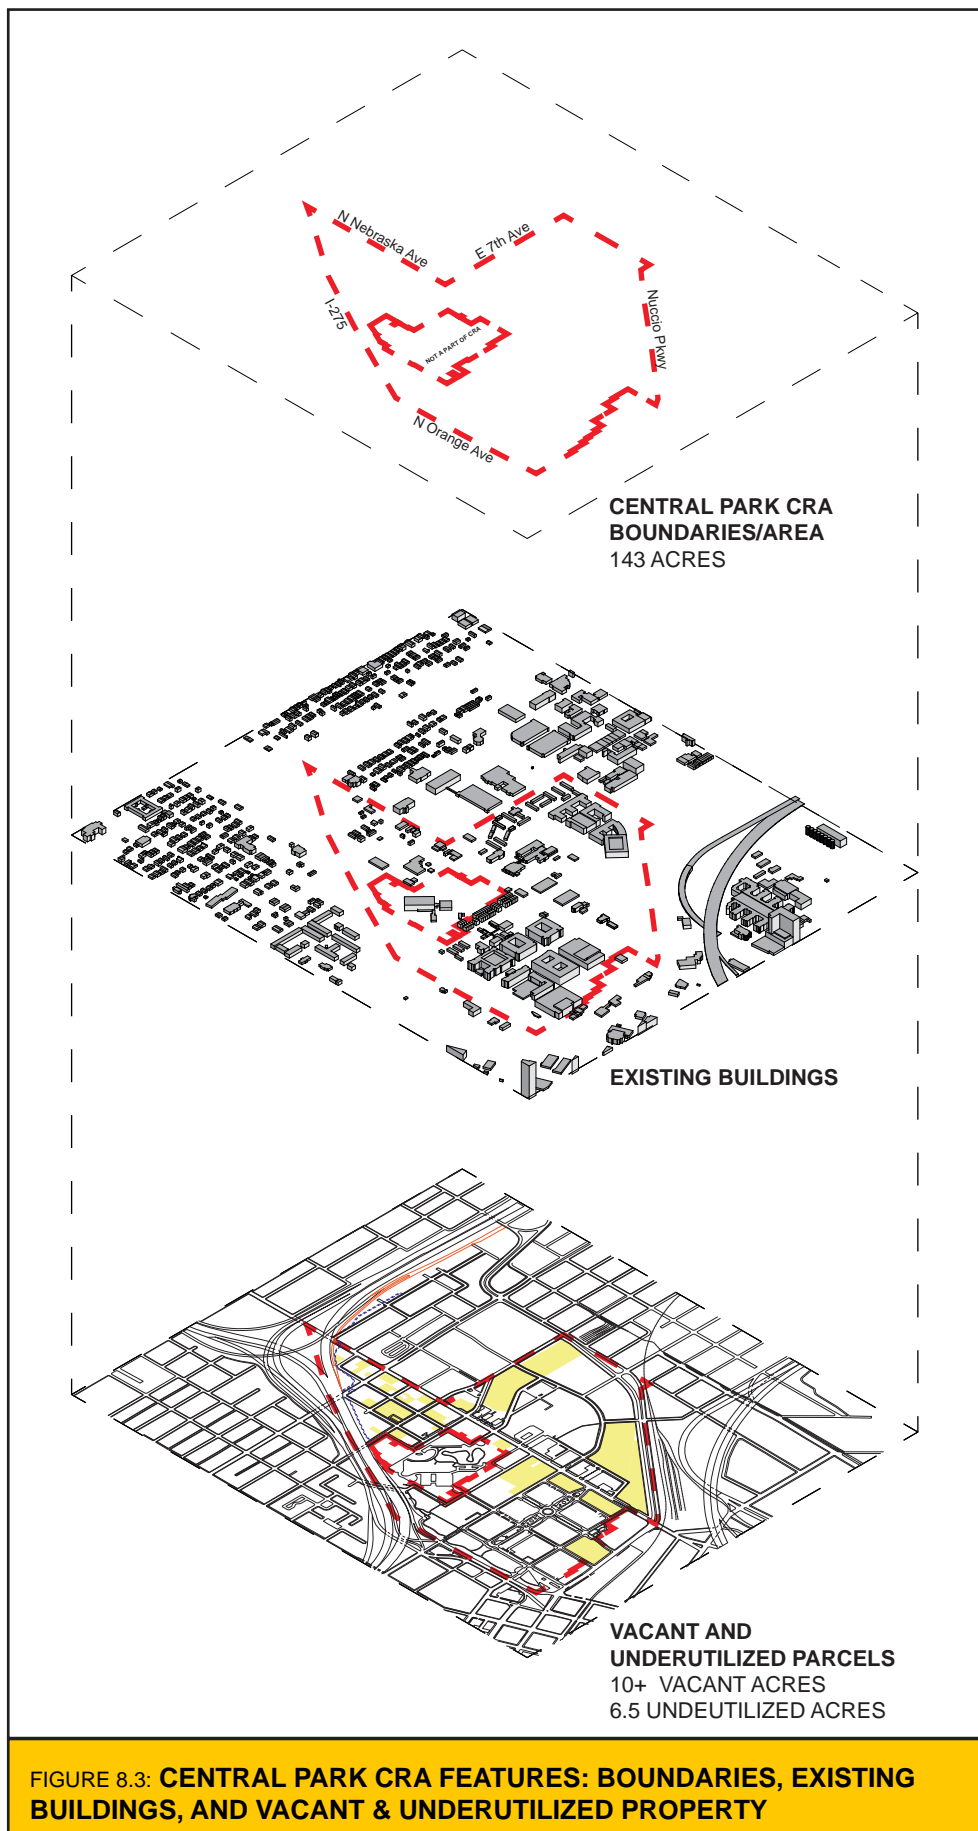 N Nebraska Ave
E 7th Ave
I-275
Nuccio Pkwy
NOT A PART OF CRA
N Orange Ave
CENTRAL PARK CRA
BOUNDARIES/AREA
143 ACRES
EXISTING BUILDINGS
VACANT AND
UNDERUTILIZED PARCELS
10+ VACANT ACRES
6.5 UNDEUTILIZED ACRES
FIGURE 8.3: CENTRAL PARK CRA FEATURES: BOUNDARIES, EXISTING
BUILDINGS, AND VACANT & UNDERUTILIZED PROPERTY